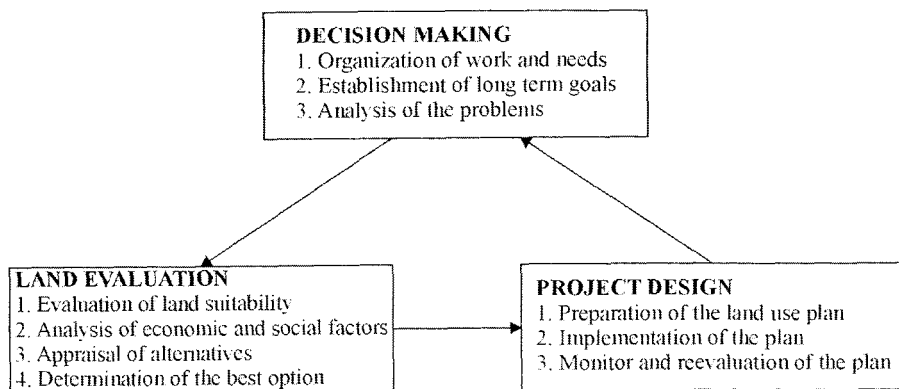 DECISION MAKING
1. Organization of work and needs
2. Establishment of long term goals
3. Analysis of the problems
LAND EVALUATION
1. Evaluation of land suitability
2. Analysis of economic and social factors
3. Appraisal of alternatives
4. Determination of the best option
PROJECT DESIGN
1. Preparation of the land use plan
2. Implementation of the plan
3. Monitor and reevaluation of the plan